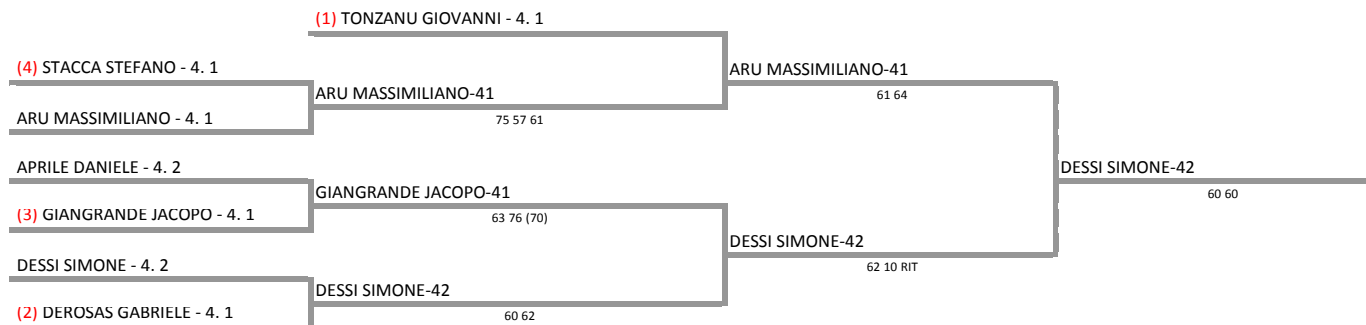 (1) TONZANU GIOVANNI - 4. 1
(4) STACCA STEFANO - 4. 1
ARU MASSIMILIANO-41
ARU MASSIMILIANO-41
61 64
75 57 61
ARU MASSIMILIANO - 4. 1
APRILE DANIELE - 4. 2
DESSI SIMONE-42
GIANGRANDE JACOPO-41
60 60
63 76 (70)
(3) GIANGRANDE JACOPO - 4. 1
DESSI SIMONE-42
DESSI SIMONE - 4. 2
62 10 RIT
DESSI SIMONE-42
(2) DEROSAS GABRIELE - 4. 1
60 62